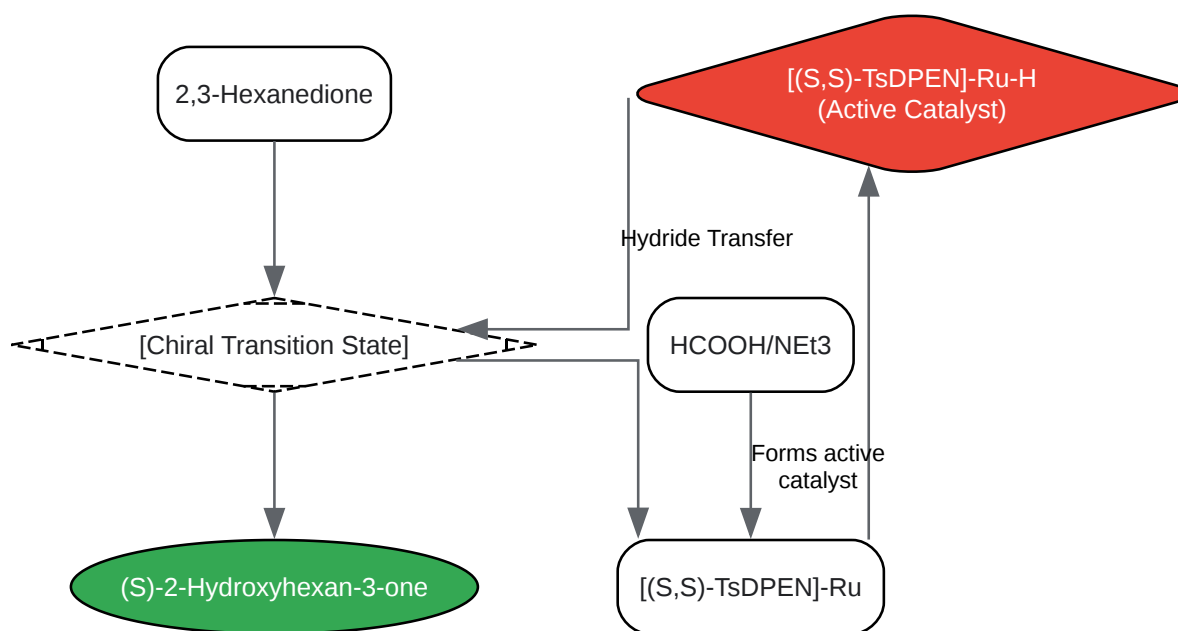 2,3-Hexanedione
[(S,S)-TsDPEN]-Ru-H
(Active Catalyst)
Hydride Transfer
[Chiral Transition State]
HCOOH/NEt3
Forms active
catalyst
(S)-2-Hydroxyhexan-3-one
[(S,S)-TsDPEN]-Ru